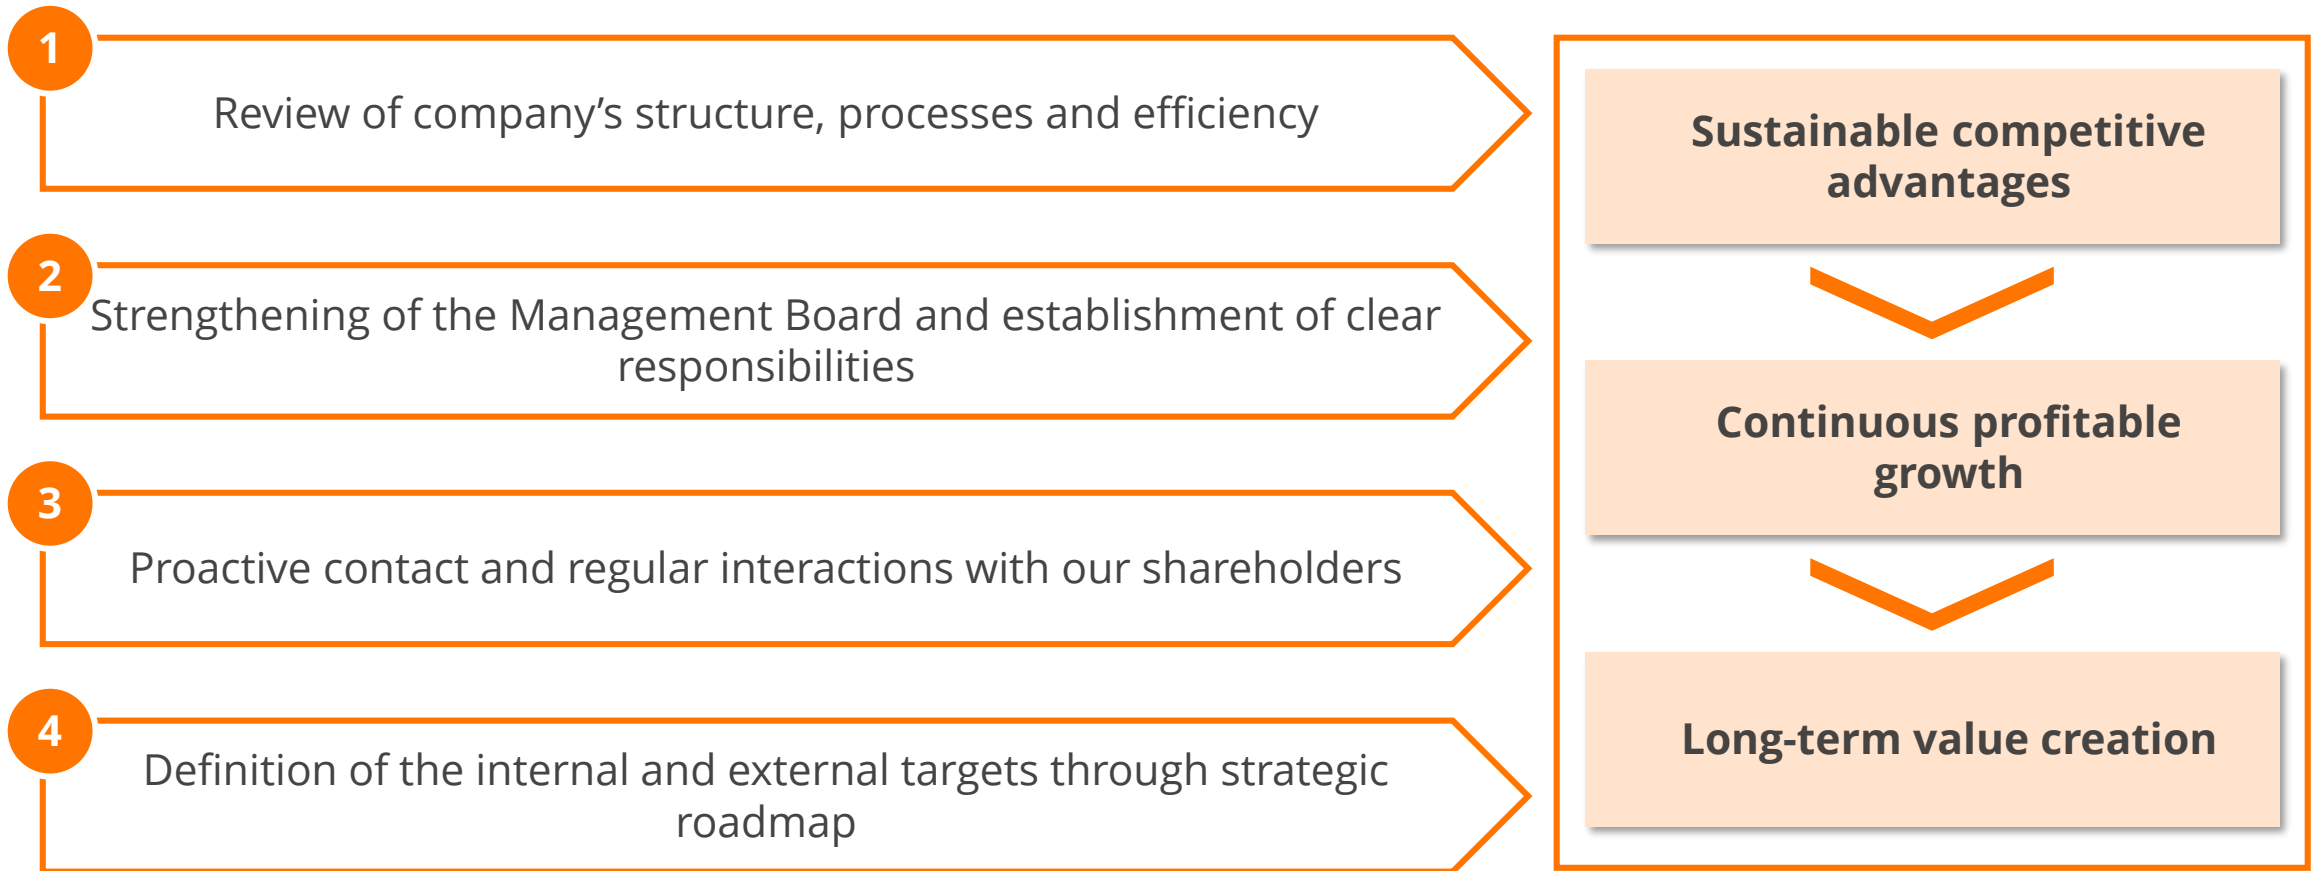 1
Review of company’s structure, processes and efficiency
2
Strengthening of the Management Board and establishment of clear
responsibilities
3
Proactive contact and regular interactions with our shareholders
4
Definition of the internal and external targets through strategic
roadmap
Sustainable competitive
advantages
Continuous profitable
growth
Long-term value creation